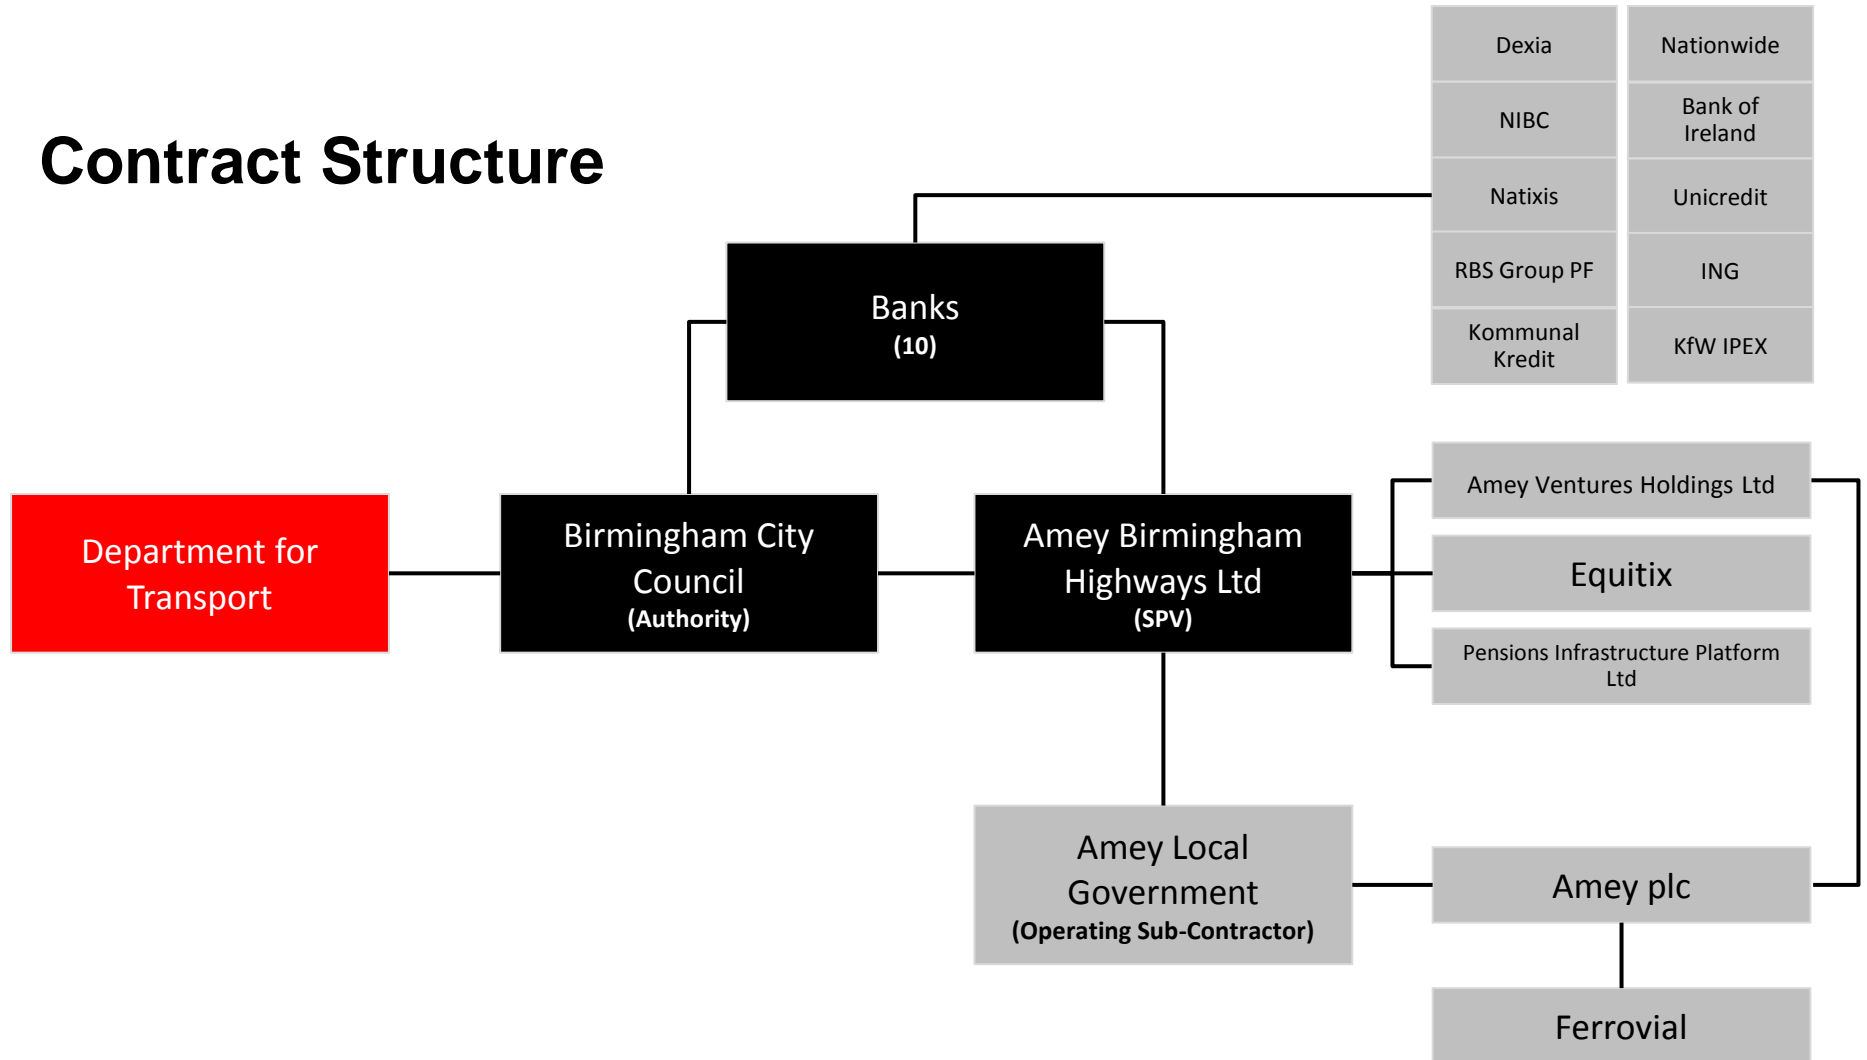 Contract Structure
Dexia
Nationwide
NIBC
Bank of
Ireland
Natixis
Unicredit
RBS Group PF
ING
Kommunal
Kredit
KfW IPEX
Banks
(10)
Department for
Transport
Birmingham City
Council
(Authority)
Amey Birmingham
Highways Ltd
(SPV)
Amey Ventures Holdings Ltd
Equitix
Pensions Infrastructure Platform
Ltd
Amey Local
Government
(Operating Sub-Contractor)
Amey plc
Ferrovial